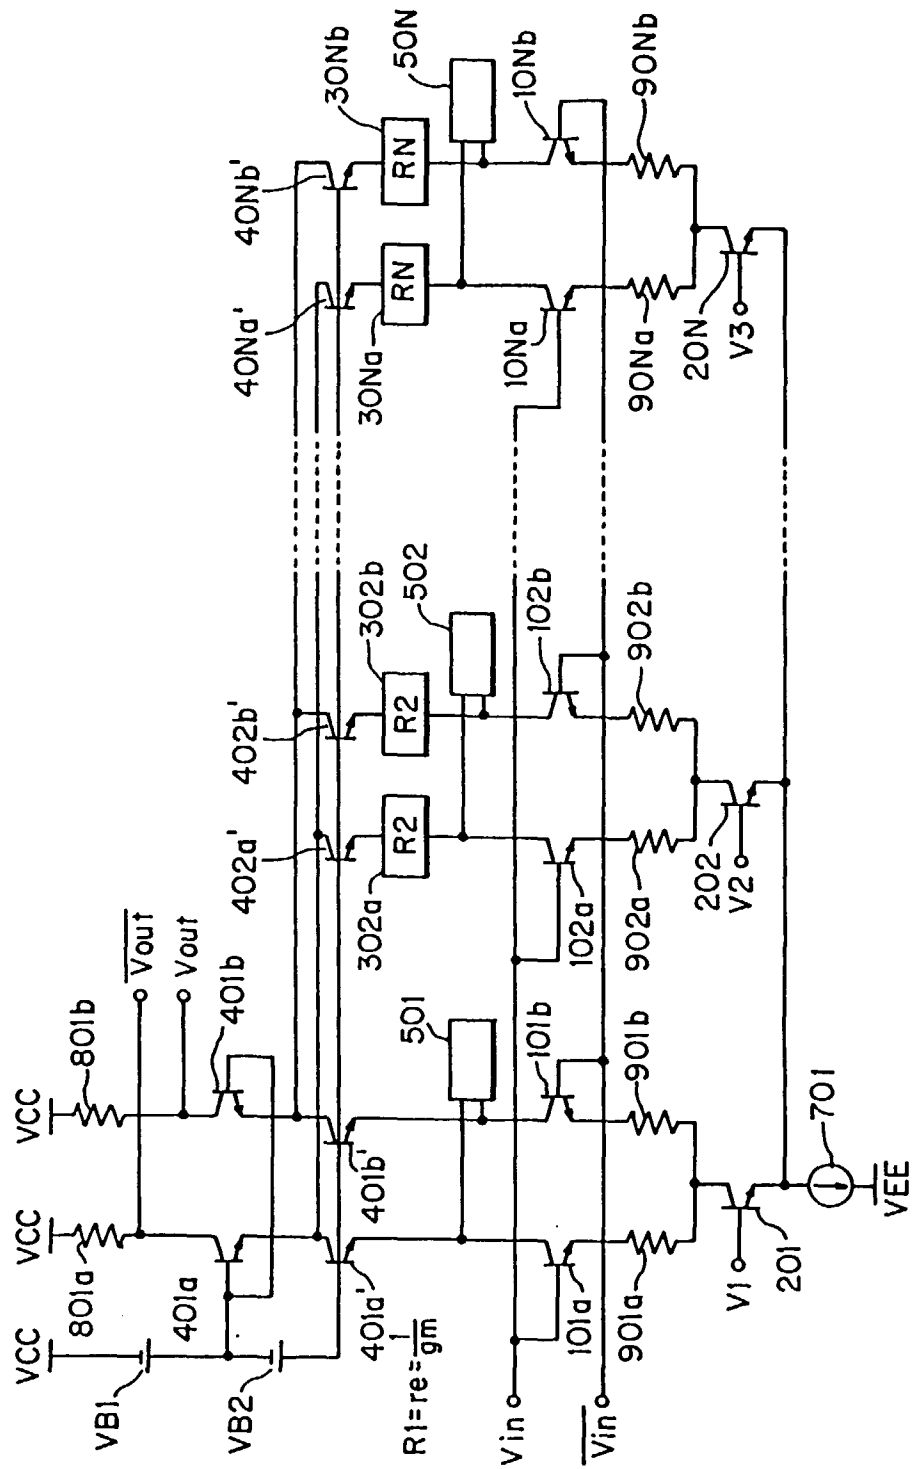 VCC
VCC
VCC
VB1
801a
801b
Vout
Vout
401a
401b
VB2
401a'
401b'
R1=re=1/gm
402a'
402b'
40Na'
40Nb'
302a
R2
R2
302b
30Na
RN
RN
30Nb
501
502
50N
Vin
Vin
101a
101b
102a
102b
10Na
10Nb
901a
901b
902a
902b
90Na
90Nb
V1
201
V2
202
V3
20N
701
VEE